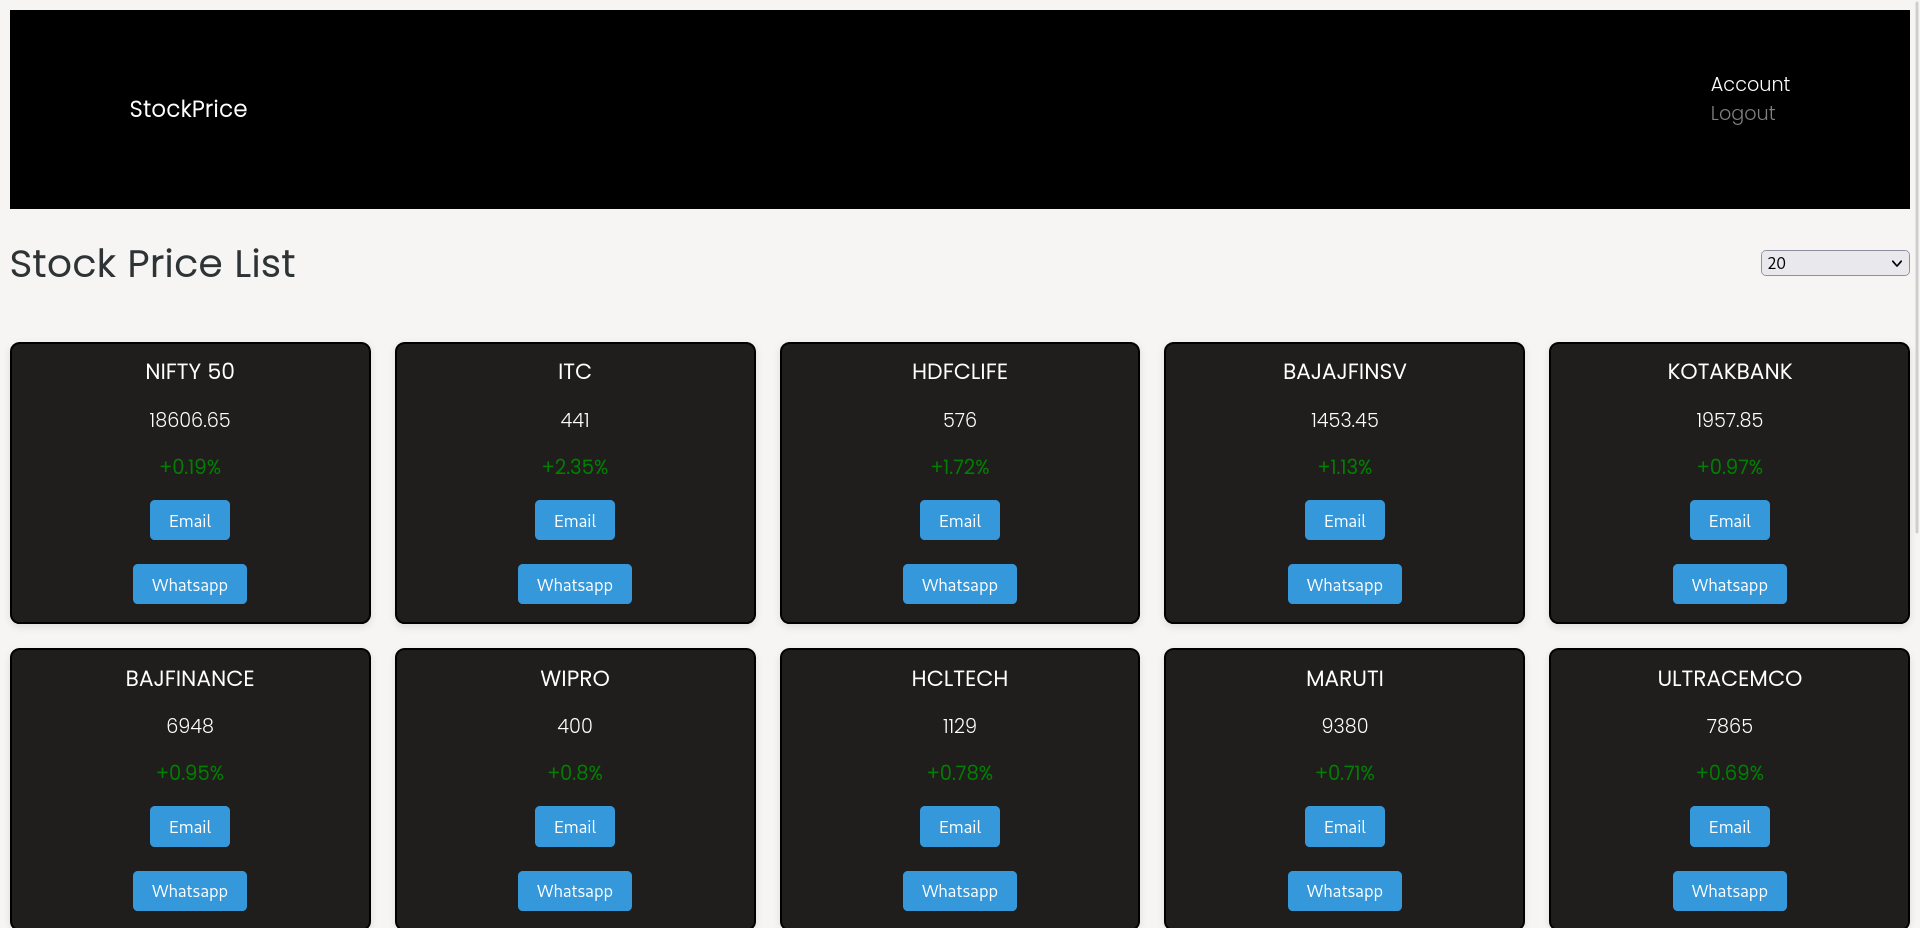 StockPrice
Account
Logout
Stock Price List
20
NIFTY 50
18606.65
+0.19%
Email
Whatsapp
ITC
441
+2.35%
Email
Whatsapp
HDFCLIFE
576
+1.72%
Email
Whatsapp
BAJAJFINSV
1453.45
+1.13%
Email
Whatsapp
KOTAKBANK
1957.85
+0.97%
Email
Whatsapp
BAJFINANCE
6948
+0.95%
Email
Whatsapp
WIPRO
400
+0.8%
Email
Whatsapp
HCLTECH
1129
+0.78%
Email
Whatsapp
MARUTI
9380
+0.71%
Email
Whatsapp
ULTRACEMCO
7865
+0.69%
Email
Whatsapp